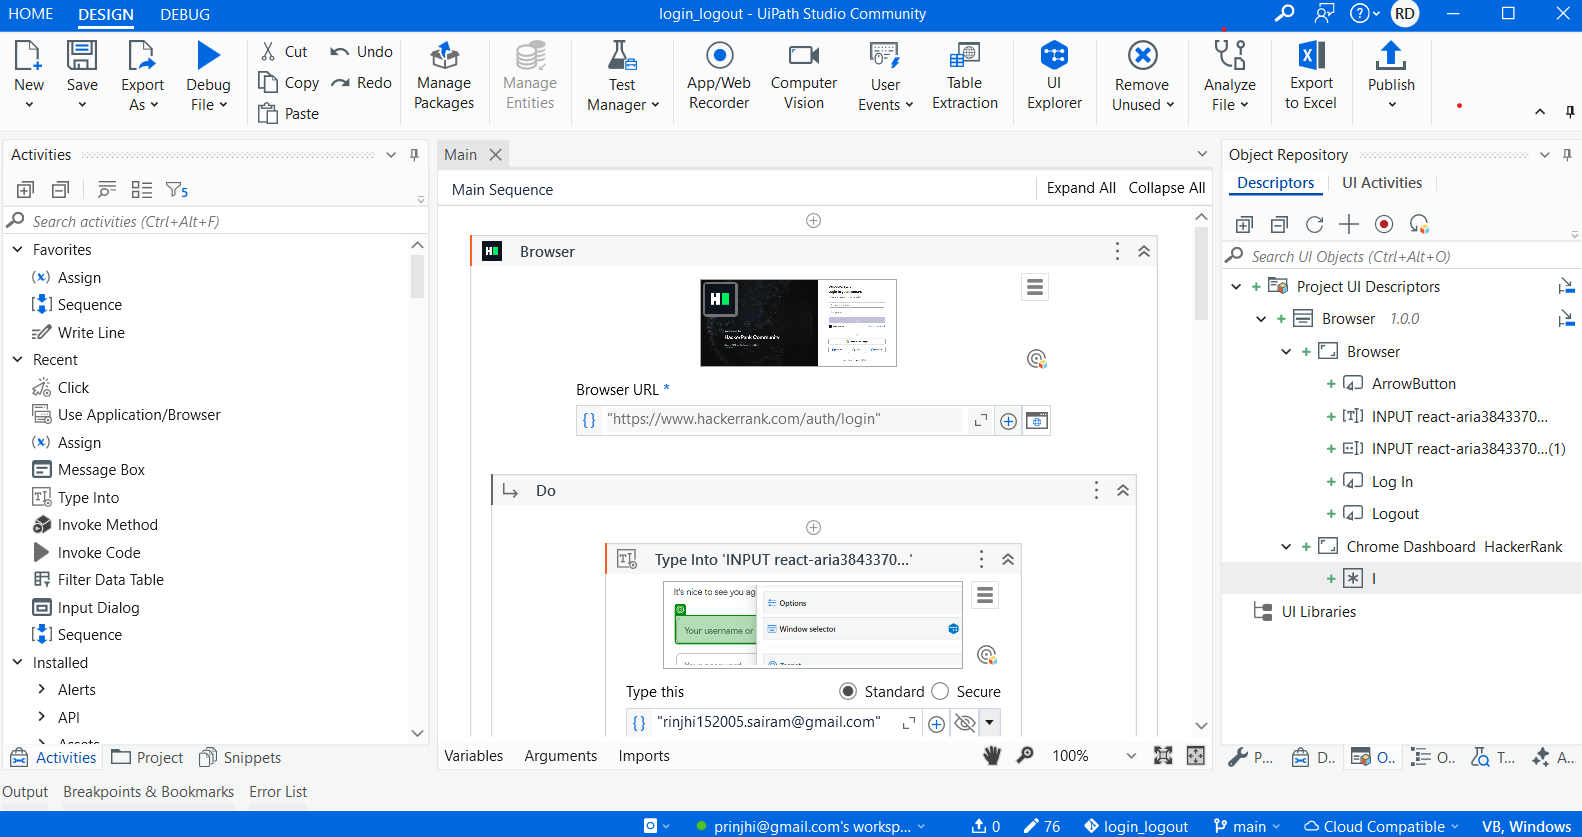 HOME DESIGN DEBUG login_logout - UiPath Studio Community RD
New Save Export As Debug File
Cut Undo
Copy Redo
Paste
Manage Packages
Manage Entities
Test Manager
App/Web Recorder
Computer Vision
User Events
Table Extraction
UI Explorer
Remove Unused
Analyze File
Export to Excel
Publish
Activities
5
Search activities (Ctrl+Alt+F)
Favorites
Assign
Sequence
Write Line
Recent
Click
Use Application/Browser
Assign
Message Box
Type Into
Invoke Method
Invoke Code
Filter Data Table
Input Dialog
Sequence
Installed
Alerts
API
Assets
Activities Project Snippets
Main
Main Sequence Expand All Collapse All
Browser
HackerRank Community
Browser URL *
"https://www.hackerrank.com/auth/login"
Do
Type Into 'INPUT react-aria3843370...'
It's nice to see you ag
Options
Your username or
Window selector
Your password
Target
Type this Standard Secure
"rinjhi152005.sairam@gmail.com"
Variables Arguments Imports 100%
Object Repository
Descriptors UI Activities
Search UI Objects (Ctrl+Alt+O)
Project UI Descriptors
Browser 1.0.0
Browser
ArrowButton
INPUT react-aria3843370...
INPUT react-aria3843370...(1)
Log In
Logout
Chrome Dashboard HackerRank
I
UI Libraries
P... D.. O.. O.. T... A...
Output Breakpoints & Bookmarks Error List
prinjhi@gmail.com's worksp... 0 76 login_logout main Cloud Compatible VB, Windows